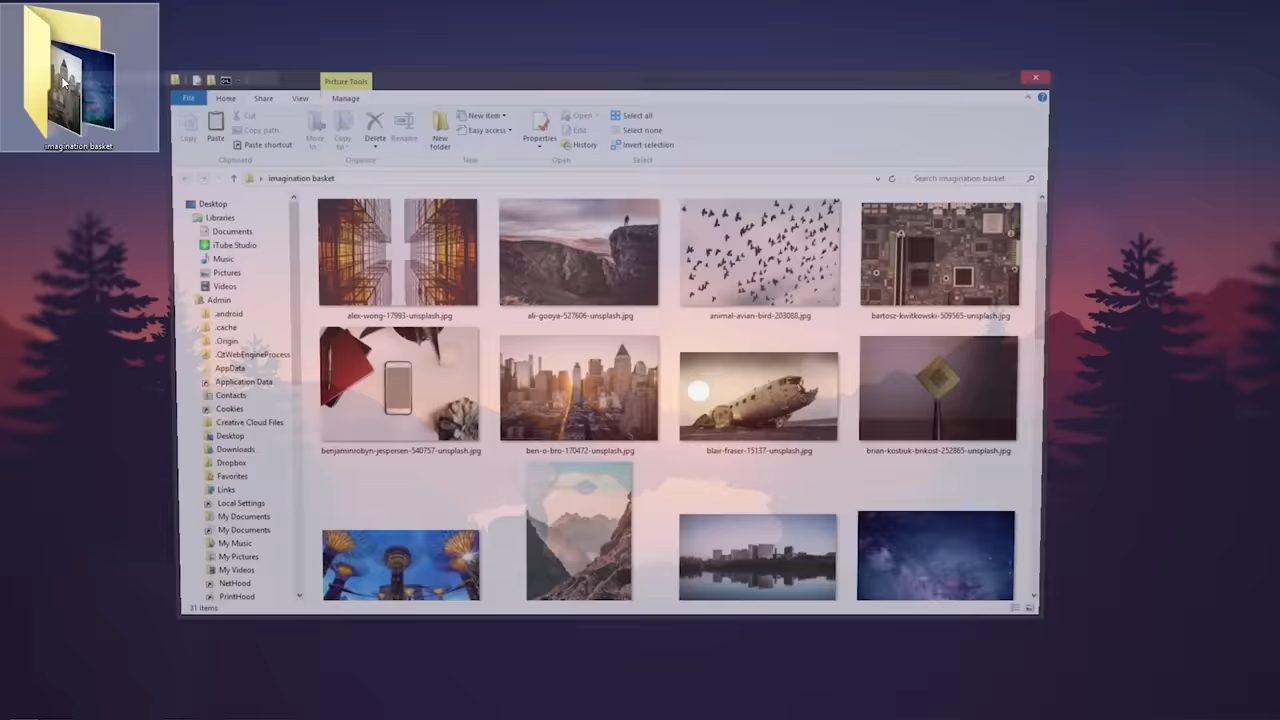 imagination basket
Picture Tools
File
Home
Share
View
Manage
Copy
Paste
Cut
Copy path
Paste shortcut
Clipboard
Move to
Copy to
Delete
Rename
Organize
New folder
New item
Easy access
New
Properties
Open
Edit
History
Open
Select all
Select none
Invert selection
Select
imagination basket
Search imagination basket
Desktop
Libraries
Documents
iTube Studio
Music
Pictures
Videos
Admin
.android
.cache
.Origin
.QtWebEngineProcess
AppData
Application Data
Contacts
Cookies
Creative Cloud Files
Desktop
Downloads
Dropbox
Favorites
Links
Local Settings
My Documents
My Documents
My Music
My Pictures
My Videos
NetHood
PrintHood
alex-wong-17993-unsplash.jpg
ali-gooya-527606-unsplash.jpg
animal-avian-bird-203088.jpg
bartosz-kwitkowski-509565-unsplash.jpg
benjaminrobyn-jespersen-540757-unsplash.jpg
ben-o-bro-170472-unsplash.jpg
blair-fraser-15137-unsplash.jpg
brian-kostiuk-bnkost-252865-unsplash.jpg
31 items